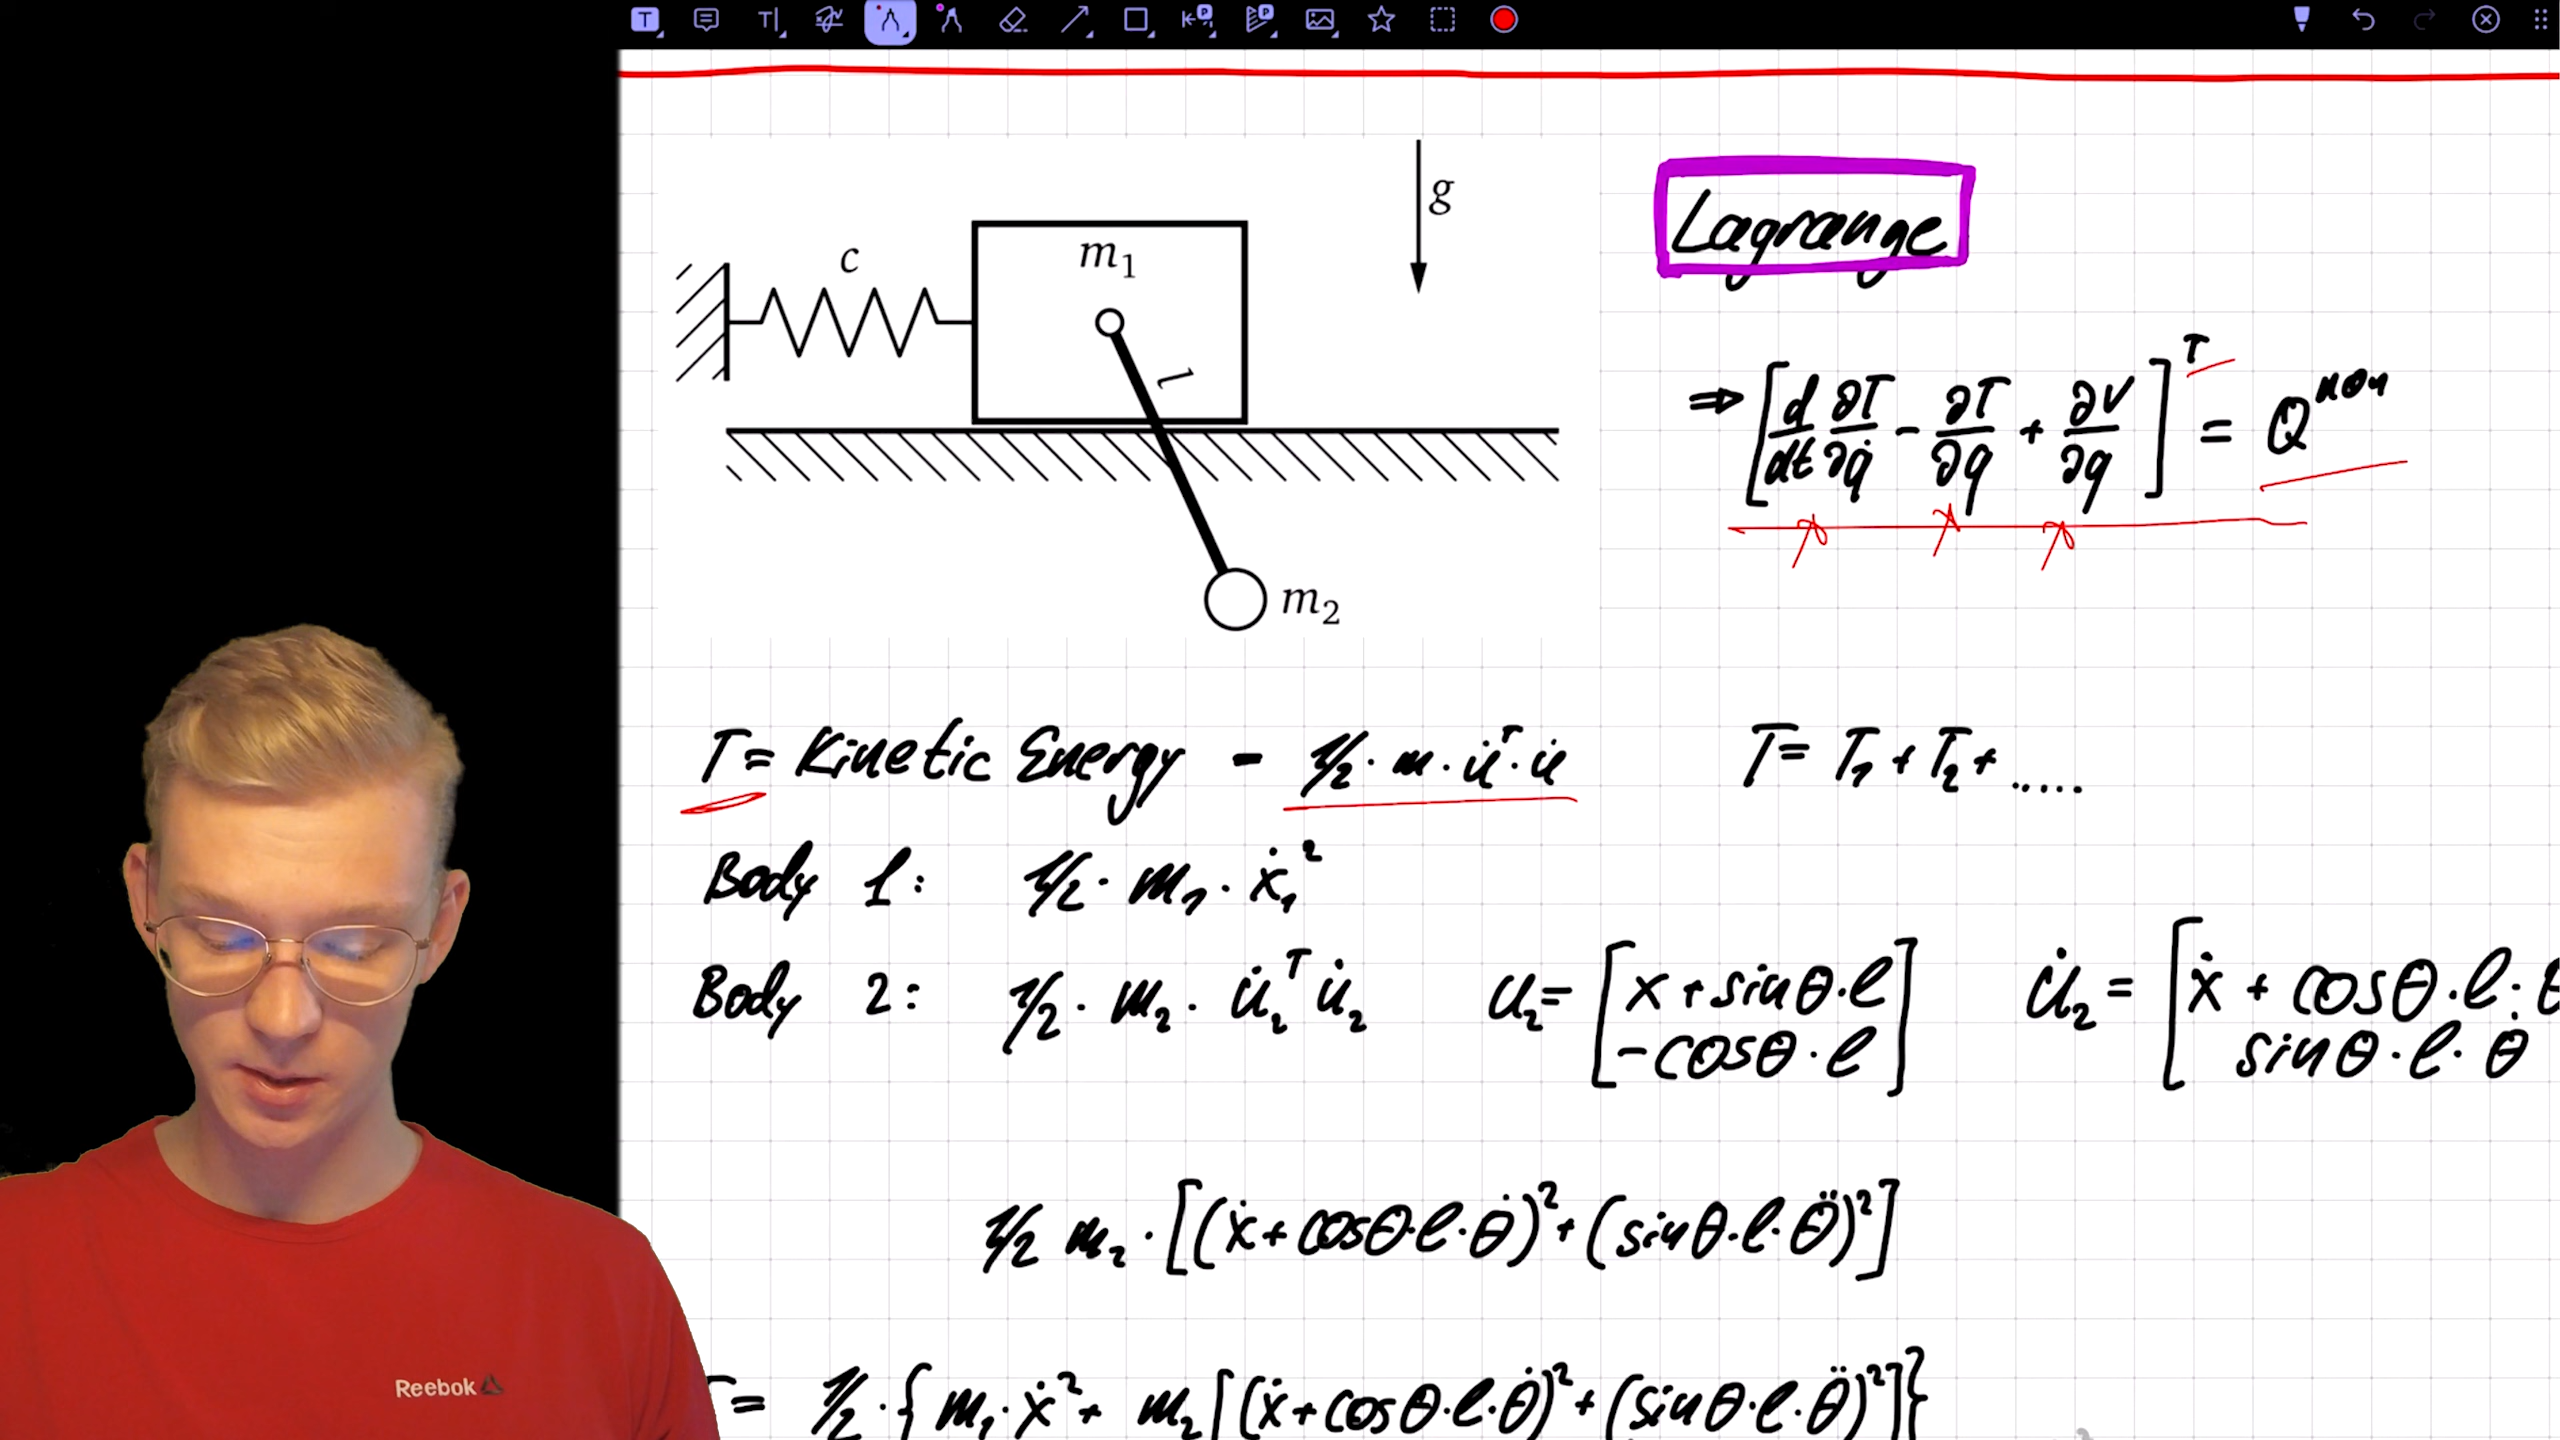 c
m₁
g
l
m₂
Lagrange
⇒ [d/dt ∂T/∂q̇ - ∂T/∂q + ∂V/∂q]ᵀ = Qⁿᵒⁿ
T= Kinetic Energy - 1/2 · m · u̇ᵀ · u̇
T= T₁ + T₂ + .....
Body 1: 1/2 · m₁ · ẋ₁²
Body 2: 1/2 · m₂ · u̇₂ᵀ u̇₂
u₂= [x + sinθ·l
-cosθ·l]
u̇₂ = [ẋ + cosθ·l·
sinθ·l·θ̇
1/2 m₂ · [(ẋ + cosθ·l·θ̇)² + (sinθ·l·θ̈)²]
= 1/2 · {m₁·ẋ² + m₂[(ẋ + cosθ·l·θ̇)² + (sinθ·l·θ̈)²]}
Reebok